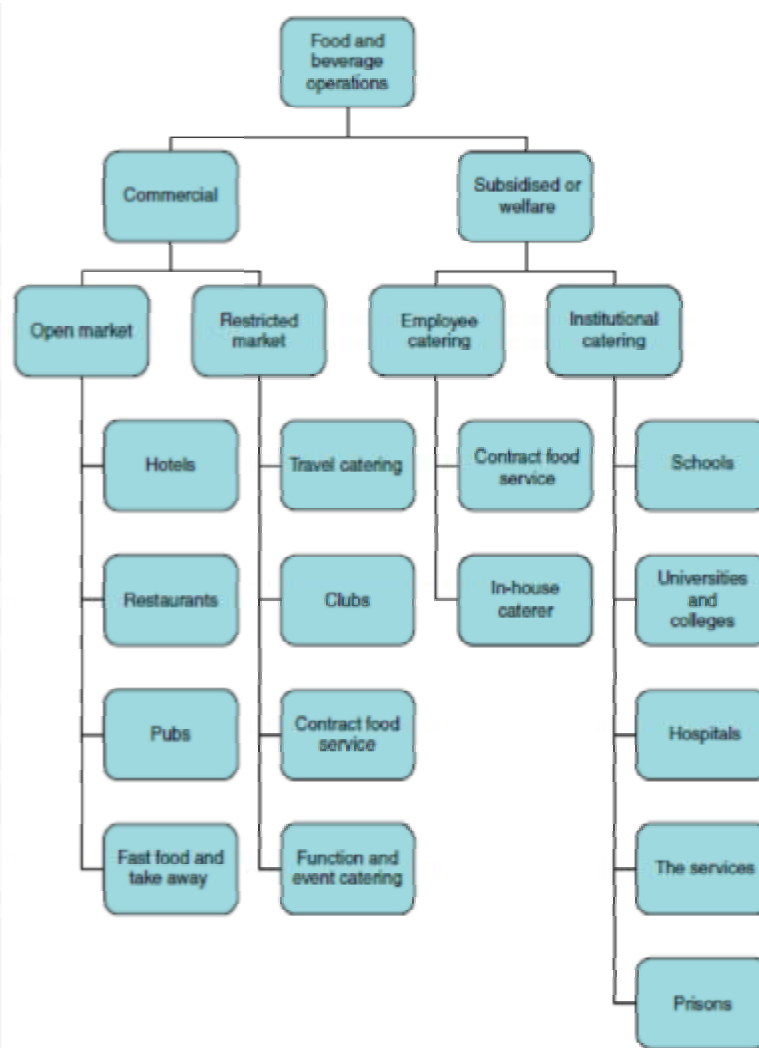 Food and
beverage
operations
Commercial
Subsidised or
welfare
Open market
Restricted
market
Employee
catering
Institutional
catering
Hotels
Travel catering
Contract food
service
Schools
Restaurants
Clubs
In-house
caterer
Universities
and
colleges
Pubs
Contract food
service
Hospitals
Fast food and
take away
Function and
event catering
The services
Prisons